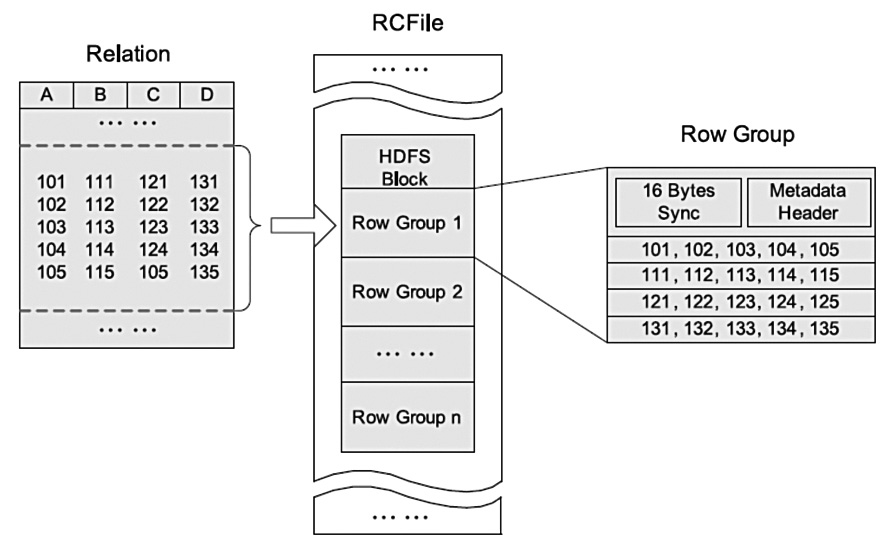 RCFile
Relation
A B C D
... ...
101 111 121 131
102 112 122 132
103 113 123 133
104 114 124 134
105 115 105 135
... ...
... ...
HDFS
Block
Row Group 1
Row Group 2
... ...
Row Group n
... ...
Row Group
16 Bytes
Sync
Metadata
Header
101, 102, 103, 104, 105
111, 112, 113, 114, 115
121, 122, 123, 124, 125
131, 132, 133, 134, 135